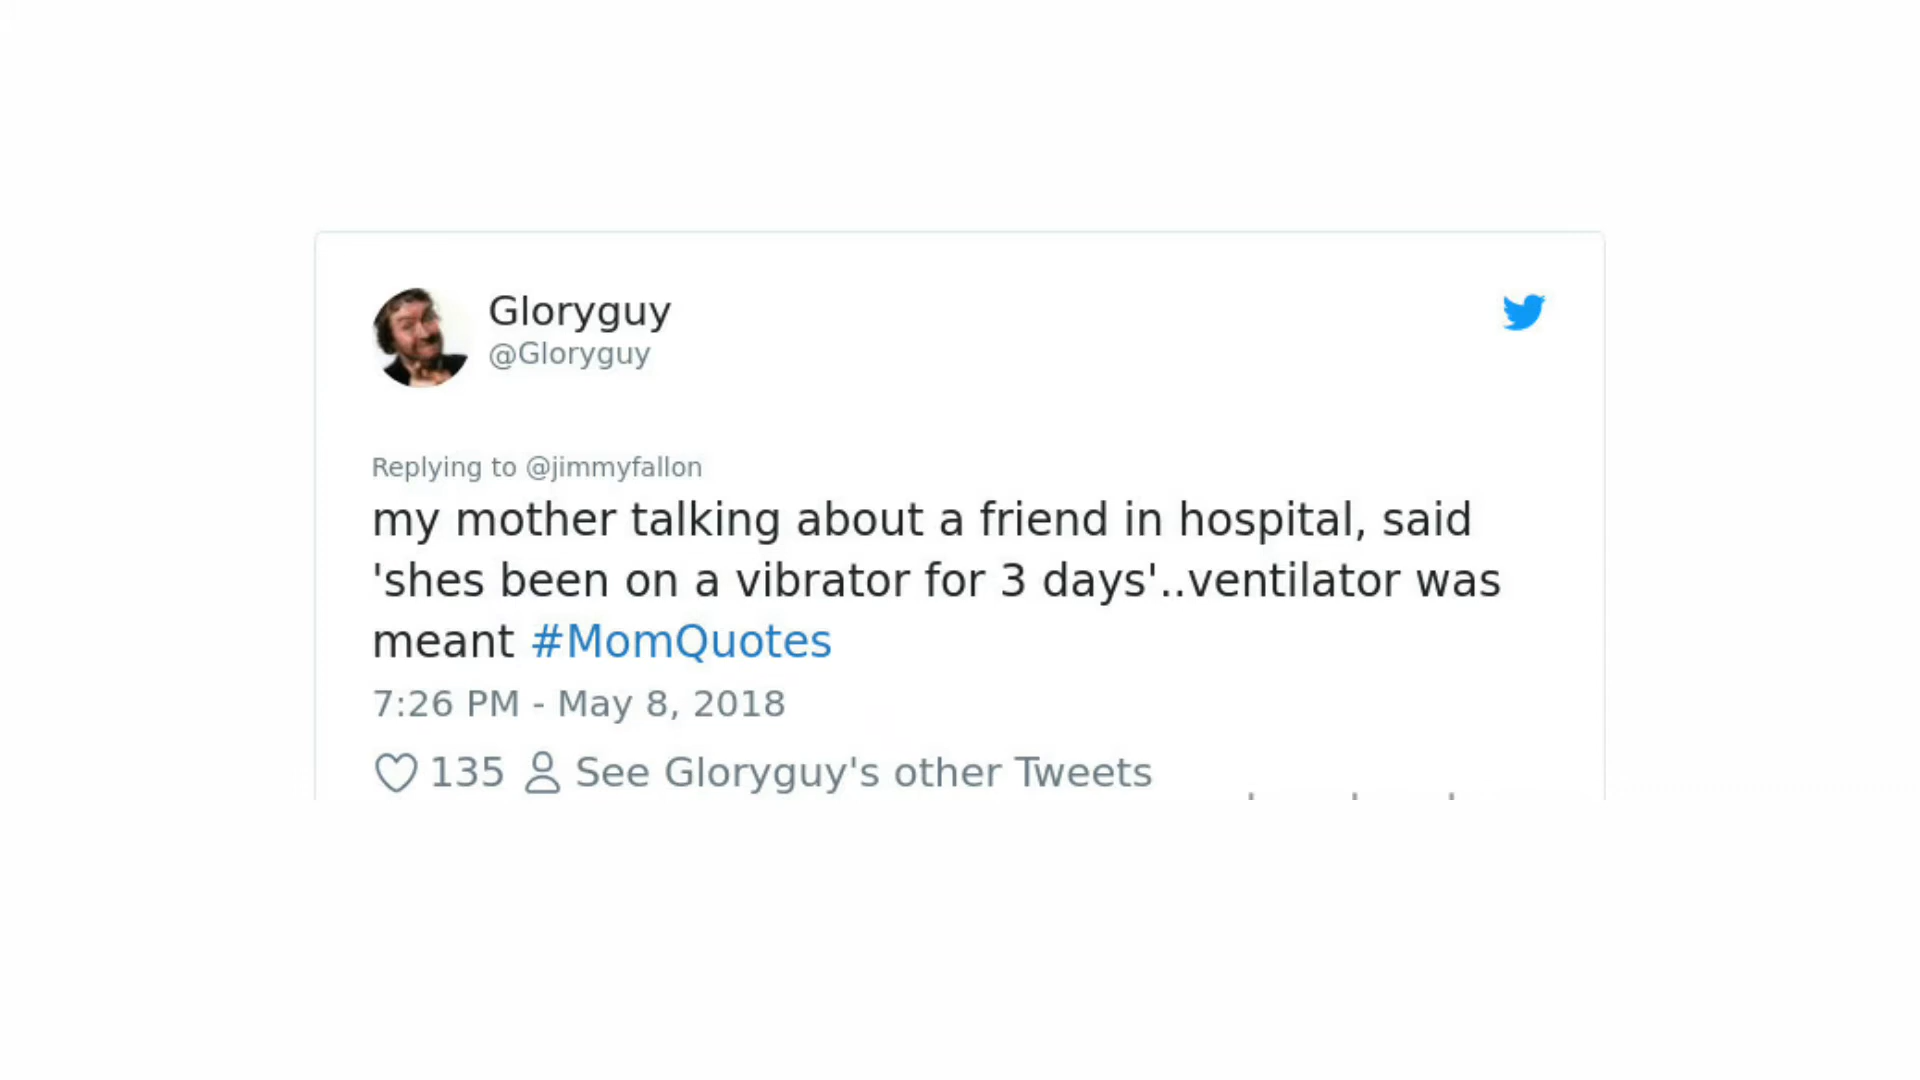 Gloryguy
@Gloryguy
Replying to @jimmyfallon
my mother talking about a friend in hospital, said
'shes been on a vibrator for 3 days'..ventilator was
meant #MomQuotes
7:26 PM - May 8, 2018
135 See Gloryguy's other Tweets